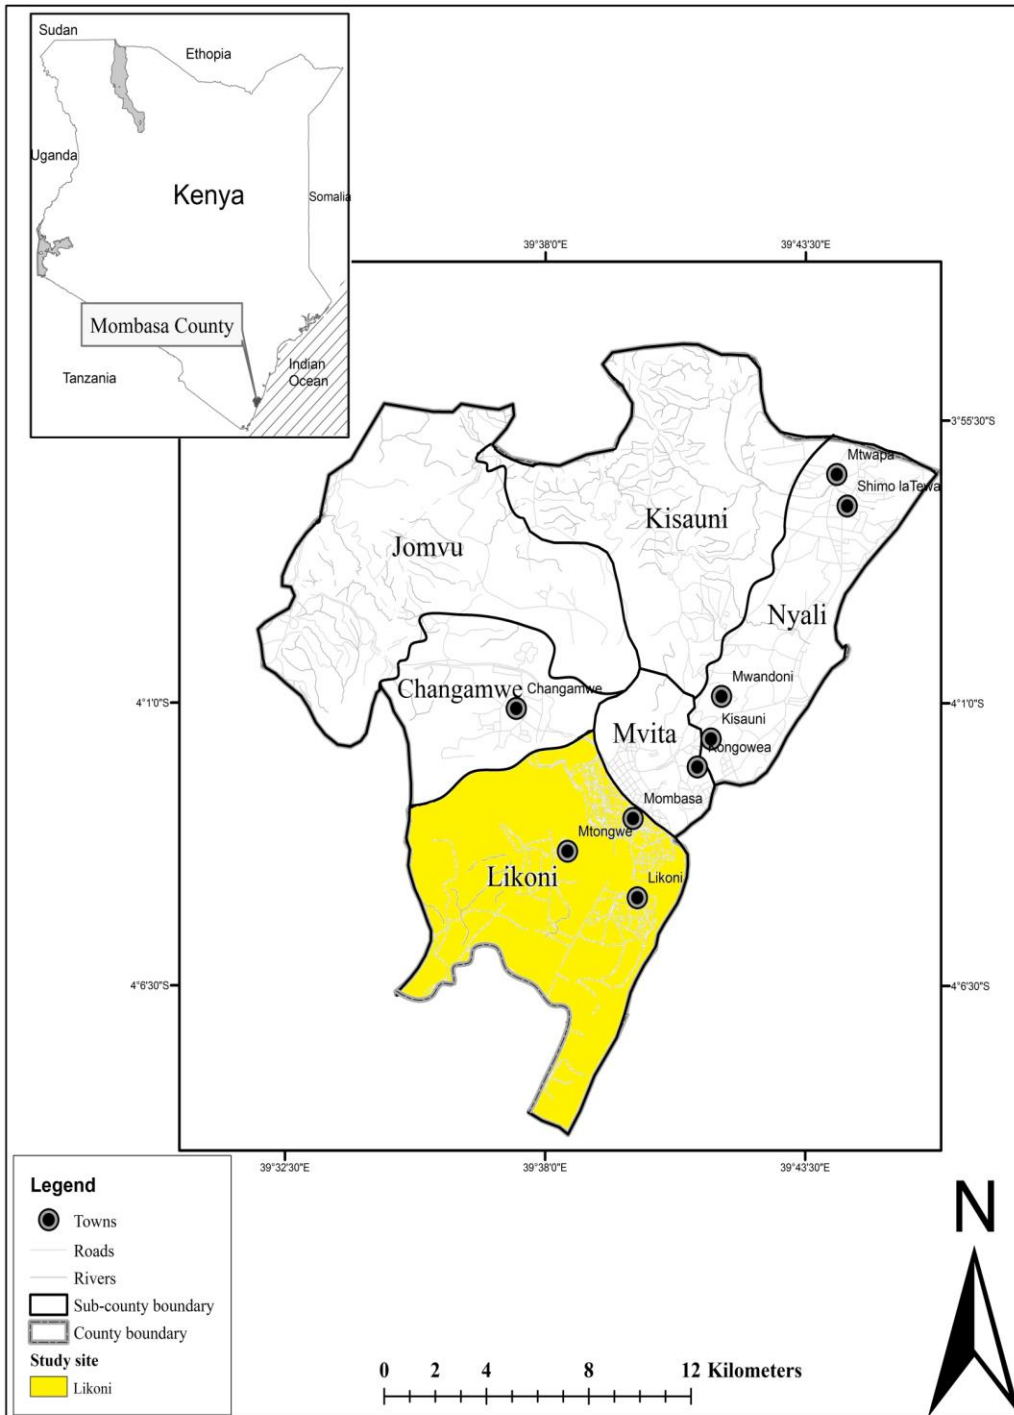 Sudan
Ethopia
Uganda
Kenya
Somalia
Mombasa County
Indian
Ocean
Tanzania
39°38'0"E
39°43'30"E
3°55'30"S
Mtwapa
Shimo laTewa
Kisauni
Jomvu
Nyali
Mwandoni
Changamwe
Changamwe
4°1'0"S
4°1'0"S
Kisauni
Mvita
Kongowea
Mombasa
Mtongwe
Likoni
Likoni
4°6'30"S
4°6'30"S
39°32'30"E
39°38'0"E
39°43'30"E
Legend
Towns
Roads
Rivers
Sub-county boundary
County boundary
Study site
Likoni
N
0 2 4 8 12 Kilometers